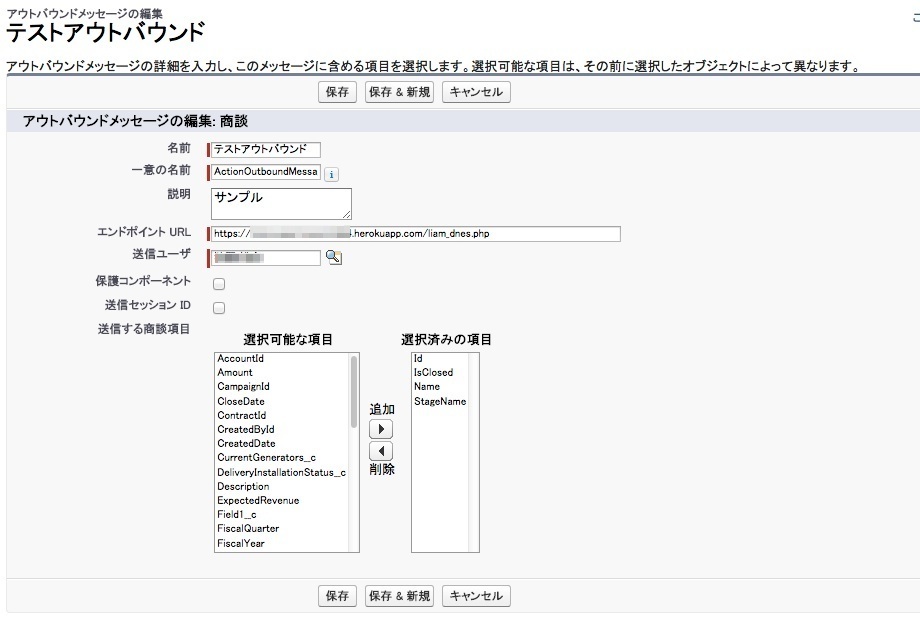 アウトバウンドメッセージの編集
テストアウトバウンド
アウトバウンドメッセージの詳細を入力し、このメッセージに含める項目を選択します。選択可能な項目は、その前に選択したオブジェクトによって異なります。
保存 保存 & 新規 キャンセル
アウトバウンドメッセージの編集: 商談
名前 テストアウトバウンド
一意の名前 ActionOutboundMessa i
説明 サンプル
エンドポイント URL https:// .herokuapp.com/liam_dnes.php
送信ユーザ
保護コンポーネント
送信セッション ID
送信する商談項目
選択可能な項目
AccountId
Amount
CampaignId
CloseDate
ContractId
CreatedById
CreatedDate
CurrentGenerators_c
DeliveryInstallationStatus_c
Description
ExpectedRevenue
Field1_c
FiscalQuarter
FiscalYear
追加
削除
選択済みの項目
Id
IsClosed
Name
StageName
保存 保存 & 新規 キャンセル